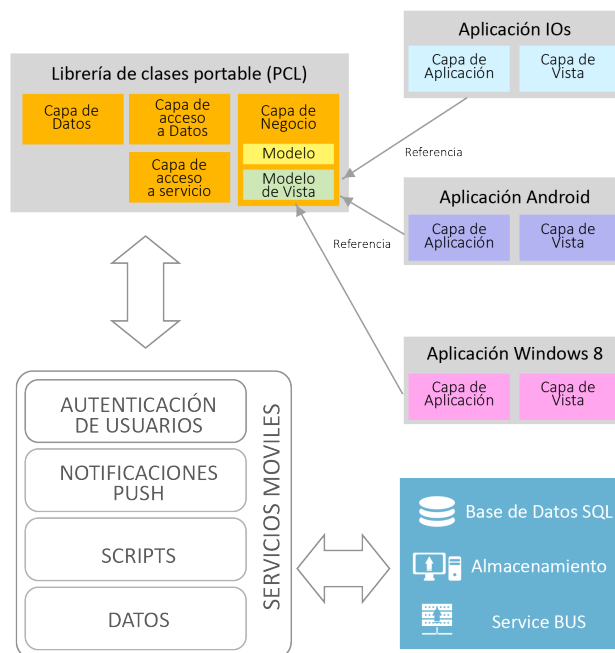 Librería de clases portable (PCL)
Capa de
Datos
Capa de
acceso
a Datos
Capa de
Negocio
Modelo
Modelo
de Vista
Capa de
acceso
a servicio
Aplicación IOs
Capa de
Aplicación
Capa de
Vista
Referencia
Aplicación Android
Capa de
Aplicación
Capa de
Vista
Referencia
Aplicación Windows 8
Capa de
Aplicación
Capa de
Vista
AUTENTICACIÓN
DE USUARIOS
NOTIFICACIONES
PUSH
SCRIPTS
DATOS
SERVICIOS MOVILES
Base de Datos SQL
Almacenamiento
Service BUS